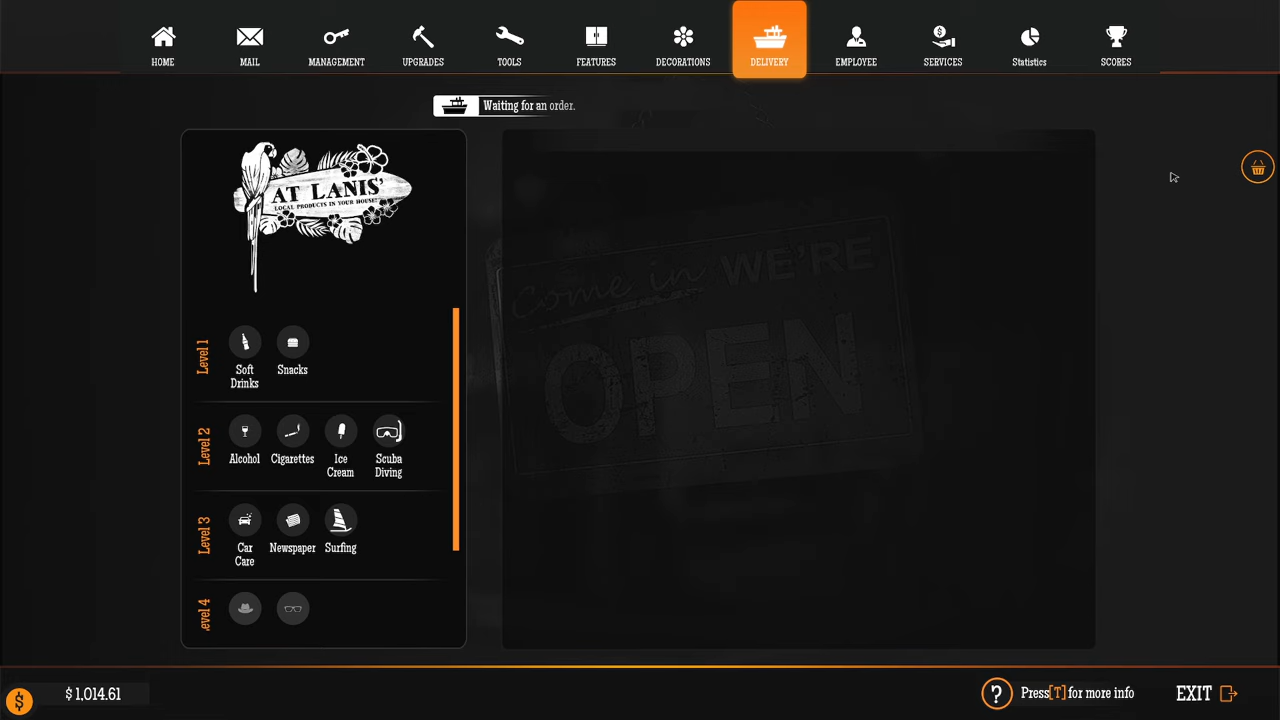 HOME
MAIL
MANAGEMENT
UPGRADES
TOOLS
FEATURES
DECORATIONS
DELIVERY
EMPLOYEE
SERVICES
Statistics
SCORES
Waiting for an order.
AT LANIS'
LOCAL PRODUCTS IN YOUR HOUSE!
Come in WE'RE
OPEN
Level 1
Soft
Drinks
Snacks
Level 2
Alcohol
Cigarettes
Ice
Cream
Scuba
Diving
Level 3
Car
Care
Newspaper
Surfing
evel 4
$ 1,014.61
? Press[T] for more info
EXIT